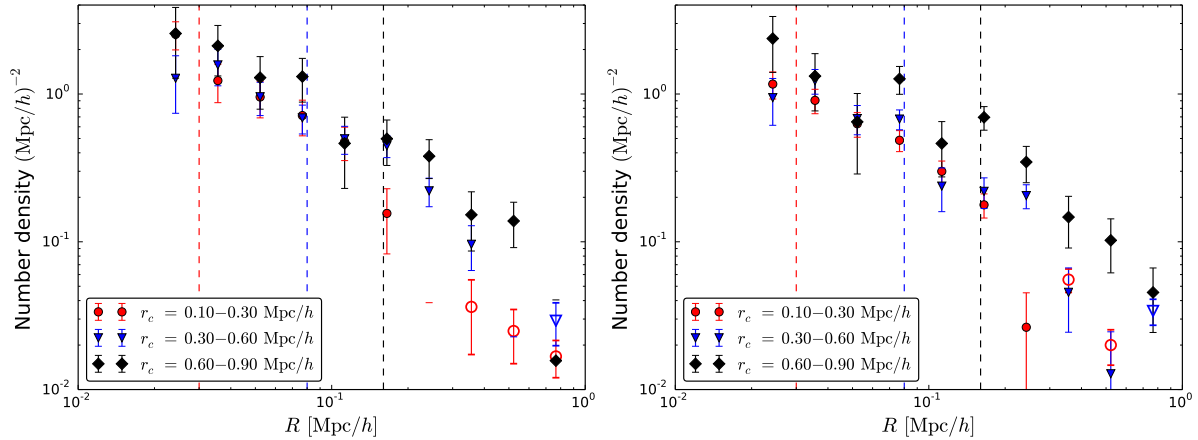 Number density (Mpc/h)^{−2}
10^0
10^{-1}
10^{-2}
r_c = 0.10−0.30 Mpc/h
r_c = 0.30−0.60 Mpc/h
r_c = 0.60−0.90 Mpc/h
10^{-2} 10^{-1} 10^0
R [Mpc/h]
Number density (Mpc/h)^{−2}
10^0
10^{-1}
10^{-2}
r_c = 0.10−0.30 Mpc/h
r_c = 0.30−0.60 Mpc/h
r_c = 0.60−0.90 Mpc/h
10^{-2} 10^{-1} 10^0
R [Mpc/h]